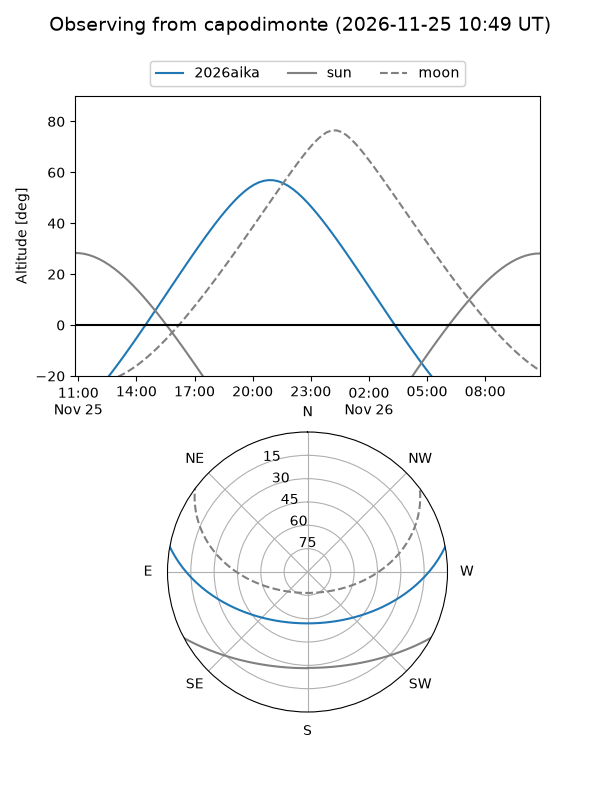 Observing from capodimonte (2026-11-25 10:49 UT)
2026aika sun moon
Altitude [deg]
80
60
40
20
0
−20
11:00 14:00 17:00 20:00 23:00 02:00 05:00 08:00
Nov 25 Nov 26
N
NE NW
15
30
45
60
75
E W
SE SW
S